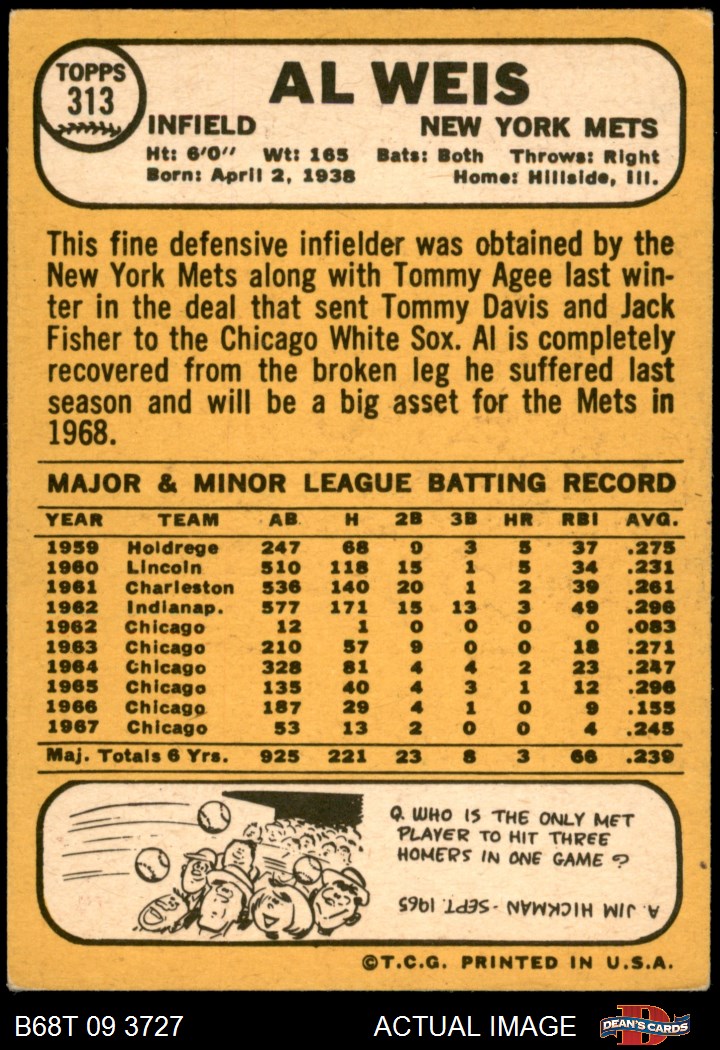 TOPPS
313
AL WEIS
INFIELD NEW YORK METS
Ht: 6'0" Wt: 165 Bats: Both Throws: Right
Born: April 2, 1938 Home: Hillside, Ill.
This fine defensive infielder was obtained by the
New York Mets along with Tommy Agee last win-
ter in the deal that sent Tommy Davis and Jack
Fisher to the Chicago White Sox. Al is completely
recovered from the broken leg he suffered last
season and will be a big asset for the Mets in
1968.
MAJOR & MINOR LEAGUE BATTING RECORD
YEAR TEAM AB H 2B 3B HR RBI AVG.
1959 Holdrege 247 68 9 3 5 37 .275
1960 Lincoln 510 118 15 1 5 34 .231
1961 Charleston 536 140 20 1 2 39 .261
1962 Indianap. 577 171 15 13 3 49 .296
1962 Chicago 12 1 0 0 0 0 .083
1963 Chicago 210 57 9 0 0 18 .271
1964 Chicago 328 81 4 4 2 23 .247
1965 Chicago 135 40 4 3 1 12 .296
1966 Chicago 187 29 4 1 0 9 .155
1967 Chicago 53 13 2 0 0 4 .245
Maj. Totals 6 Yrs. 925 221 23 8 3 66 .239
Q. WHO IS THE ONLY MET
PLAYER TO HIT THREE
HOMERS IN ONE GAME ?
A. JIM HICKMAN - SEPT. 1965
©T.C.G. PRINTED IN U.S.A.
B68T 09 3727 ACTUAL IMAGE D DEAN'S CARDS